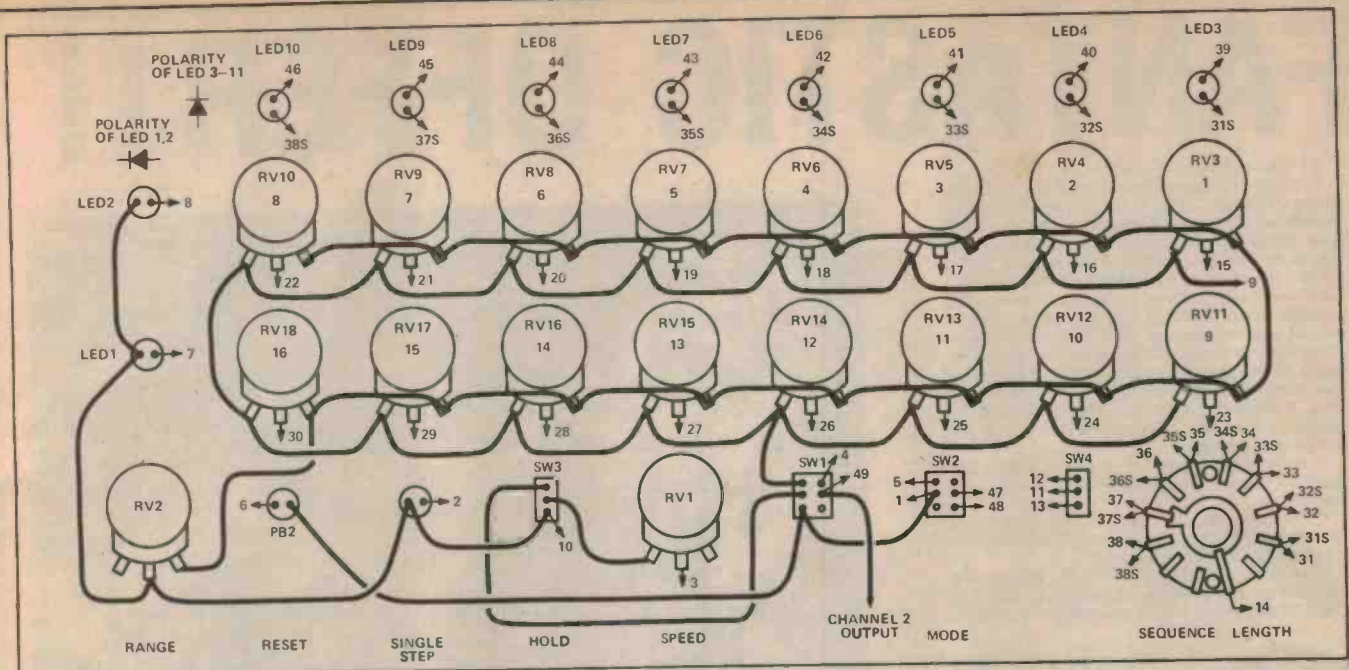 LED10 LED9 LED8 LED7 LED6 LED5 LED4 LED3
POLARITY
OF LED 3–11
46 45 44 43 42 41 40 39
POLARITY
OF LED 1,2
38S 37S 36S 35S 34S 33S 32S 31S
RV10 RV9 RV8 RV7 RV6 RV5 RV4 RV3
8 7 6 5 4 3 2 1
LED2 8
22 21 20 19 18 17 16 15
9
RV18 RV17 RV16 RV15 RV14 RV13 RV12 RV11
16 15 14 13 12 11 10 9
LED1 7
30 29 28 27 26 25 24 23
SW3 SW1 4 SW2 SW4
49
RV2 6 2 RV1 5 47 12
1 48 11
13
PB2 10 3
35S 35 34S 34
36 33S
36S 33
37 32S
37S 32
38 31S
38S 31
14
CHANNEL 2
OUTPUT
RANGE RESET SINGLE
STEP HOLD SPEED MODE SEQUENCE LENGTH